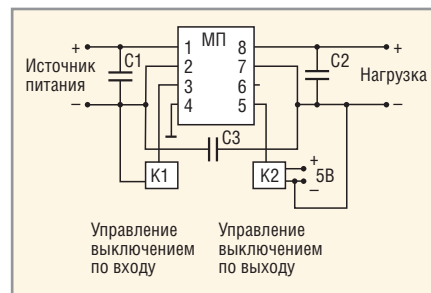 МП
+ C1 1 8 C2 +
Источник питания 2 7 Нагрузка
3 6
– 4 5 –
C3
K1 K2 + 5В –
Управление выключением по входу
Управление выключением по выходу